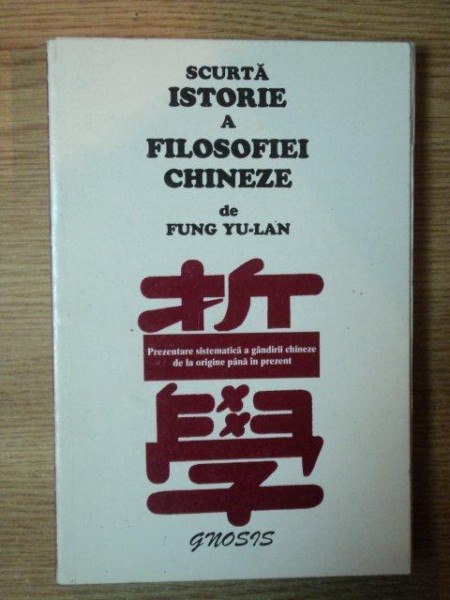 SCURTĂ
ISTORIE
A
FILOSOFIEI
CHINEZE
de
FUNG YU-LAN
哲
Prezentare sistematică a gândirii chineze
de la origine până în prezent
學
GNOSIS